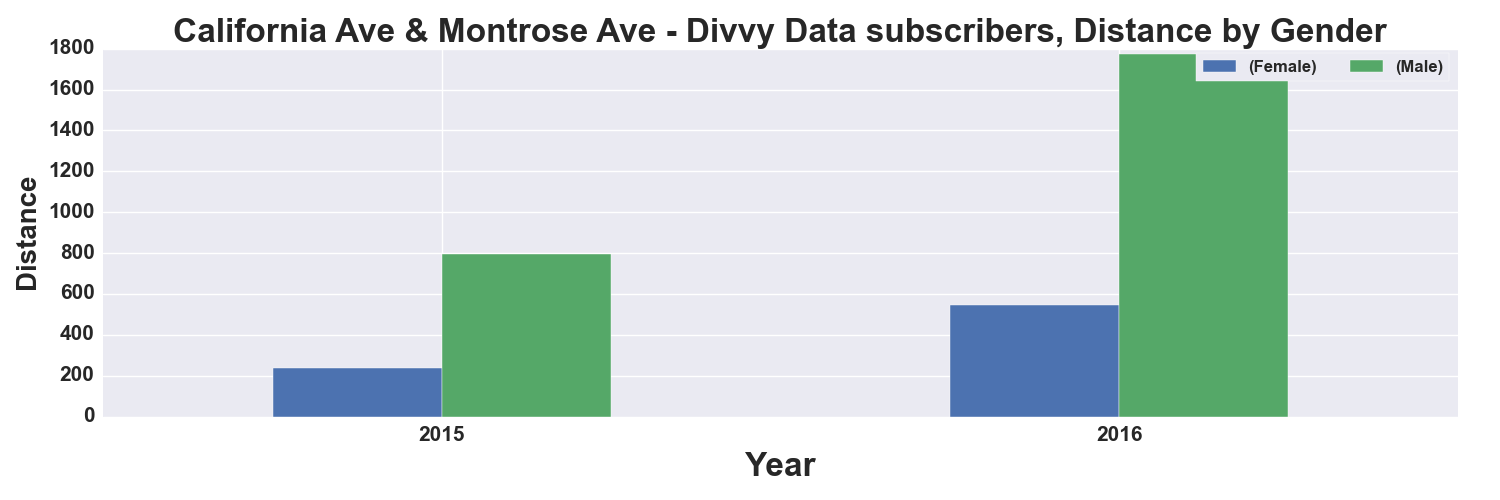 California Ave & Montrose Ave - Divvy Data subscribers, Distance by Gender
(Female) (Male)
Distance
1800
1600
1400
1200
1000
800
600
400
200
0
2015 2016
Year